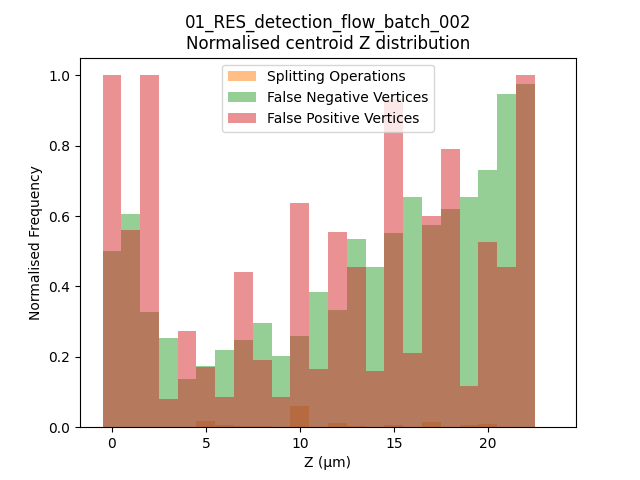 01_RES_detection_flow_batch_002
Normalised centroid Z distribution
Splitting Operations
False Negative Vertices
False Positive Vertices
Normalised Frequency
1.0
0.8
0.6
0.4
0.2
0.0
0
5
10
15
20
Z (μm)